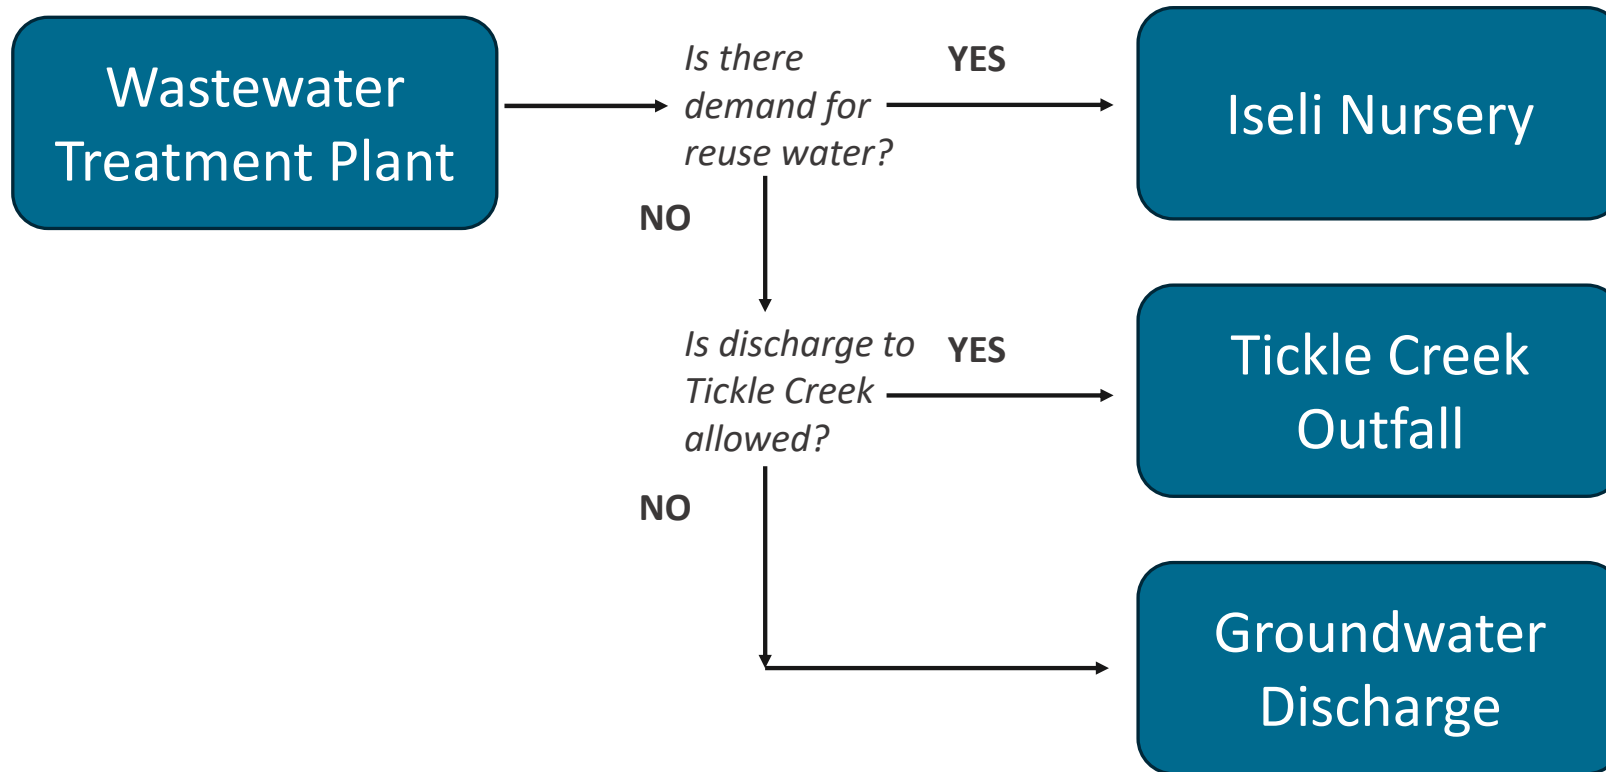 Wastewater
Treatment Plant
Is there
demand for
reuse water?
YES
Iseli Nursery
NO
Is discharge to
Tickle Creek
allowed?
YES
Tickle Creek
Outfall
NO
Groundwater
Discharge